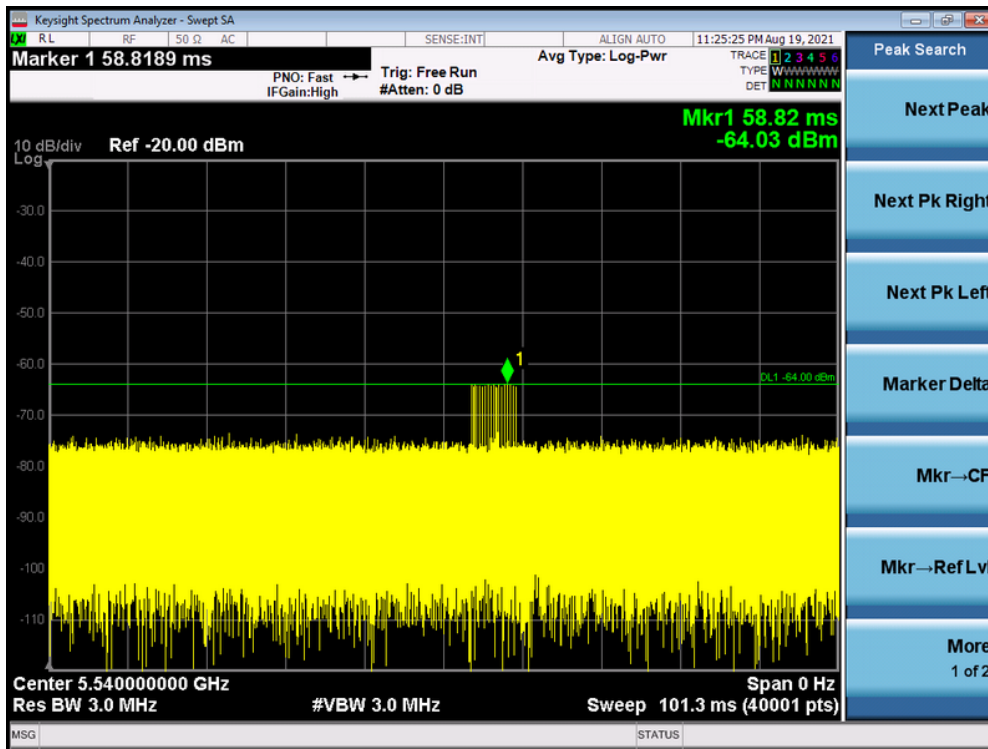 Keysight Spectrum Analyzer - Swept SA
LXI RL RF 50 Ω AC SENSE:INT ALIGN AUTO 11:25:25 PM Aug 19, 2021
Marker 1 58.8189 ms
PNO: Fast
IFGain:High
Trig: Free Run
#Atten: 0 dB
Avg Type: Log-Pwr
TRACE 1 2 3 4 5 6
TYPE WWWWWW
DET N N N N N N
Mkr1 58.82 ms
-64.03 dBm
10 dB/div Ref -20.00 dBm
Log
-30.0
-40.0
-50.0
-60.0
1
DL1 -64.00 dBm
-70.0
-80.0
-90.0
-100
-110
Center 5.540000000 GHz Span 0 Hz
Res BW 3.0 MHz #VBW 3.0 MHz Sweep 101.3 ms (40001 pts)
MSG STATUS
Peak Search
Next Peak
Next Pk Right
Next Pk Left
Marker Delta
Mkr→CF
Mkr→Ref Lvl
More
1 of 2